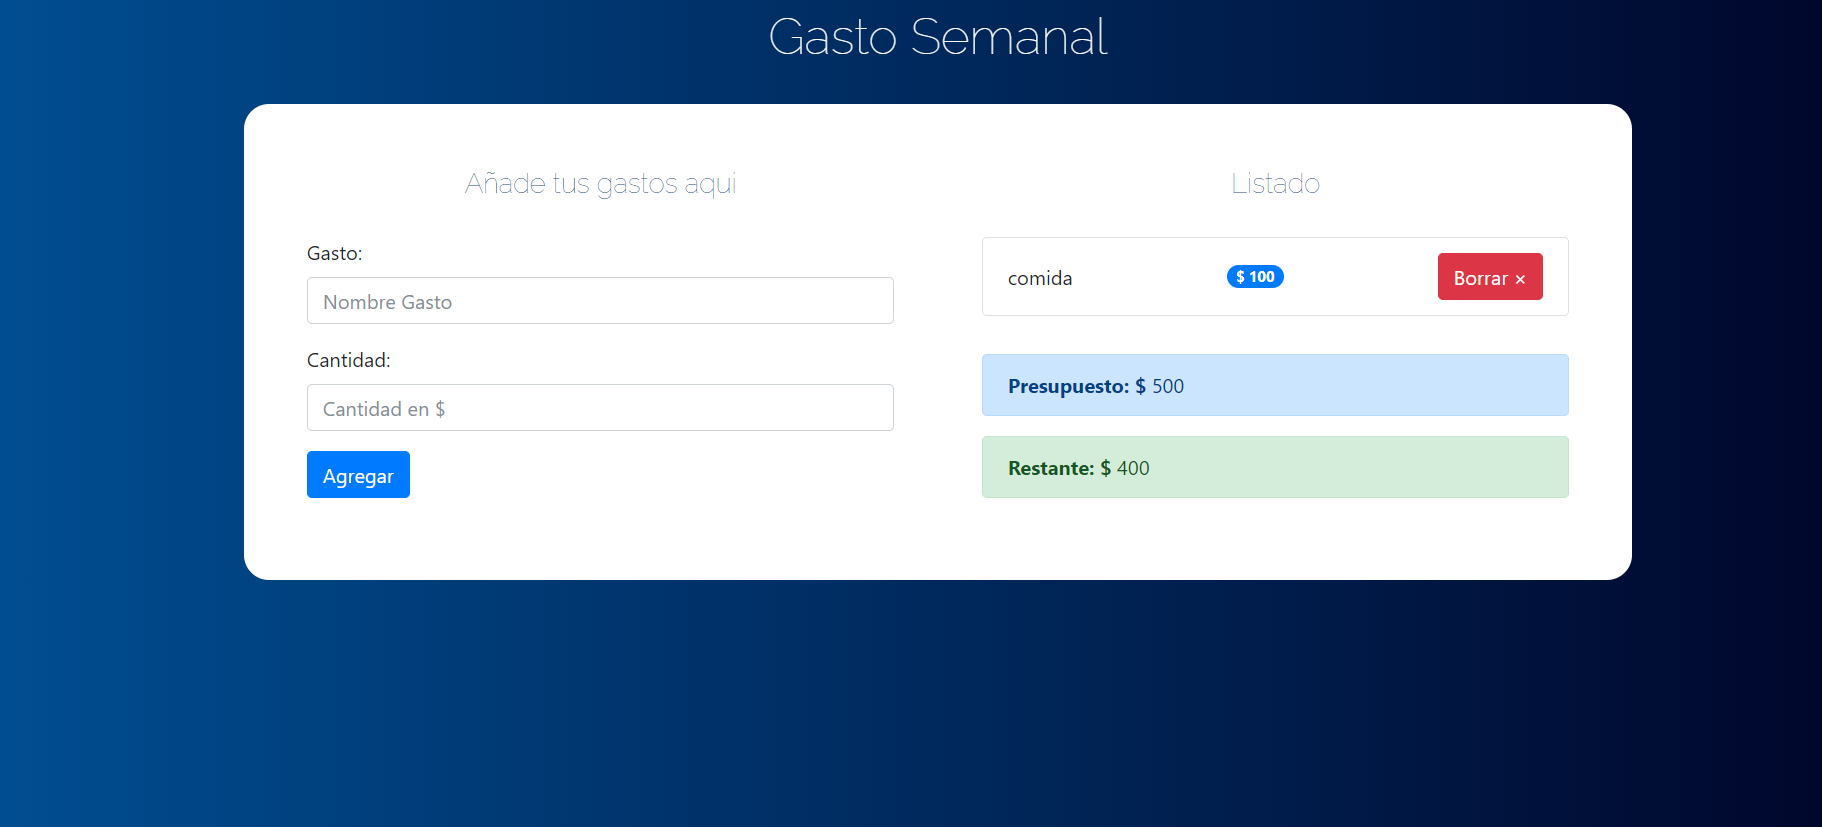 Gasto Semanal
Añade tus gastos aqui
Gasto:
Nombre Gasto
Cantidad:
Cantidad en $
Agregar
Listado
comida $ 100 Borrar ×
Presupuesto: $ 500
Restante: $ 400